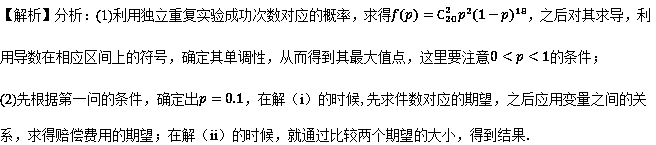 【解析】分析：(1)利用独立重复实验成功次数对应的概率，求得f(p)=C²₂₀p²(1−p)¹⁸，之后对其求导，利
用导数在相应区间上的符号，确定其单调性，从而得到其最大值点，这里要注意0<p<1的条件；
(2)先根据第一问的条件，确定出p=0.1，在解（i）的时候,先求件数对应的期望，之后应用变量之间的关
系，求得赔偿费用的期望；在解（ii）的时候，就通过比较两个期望的大小，得到结果．